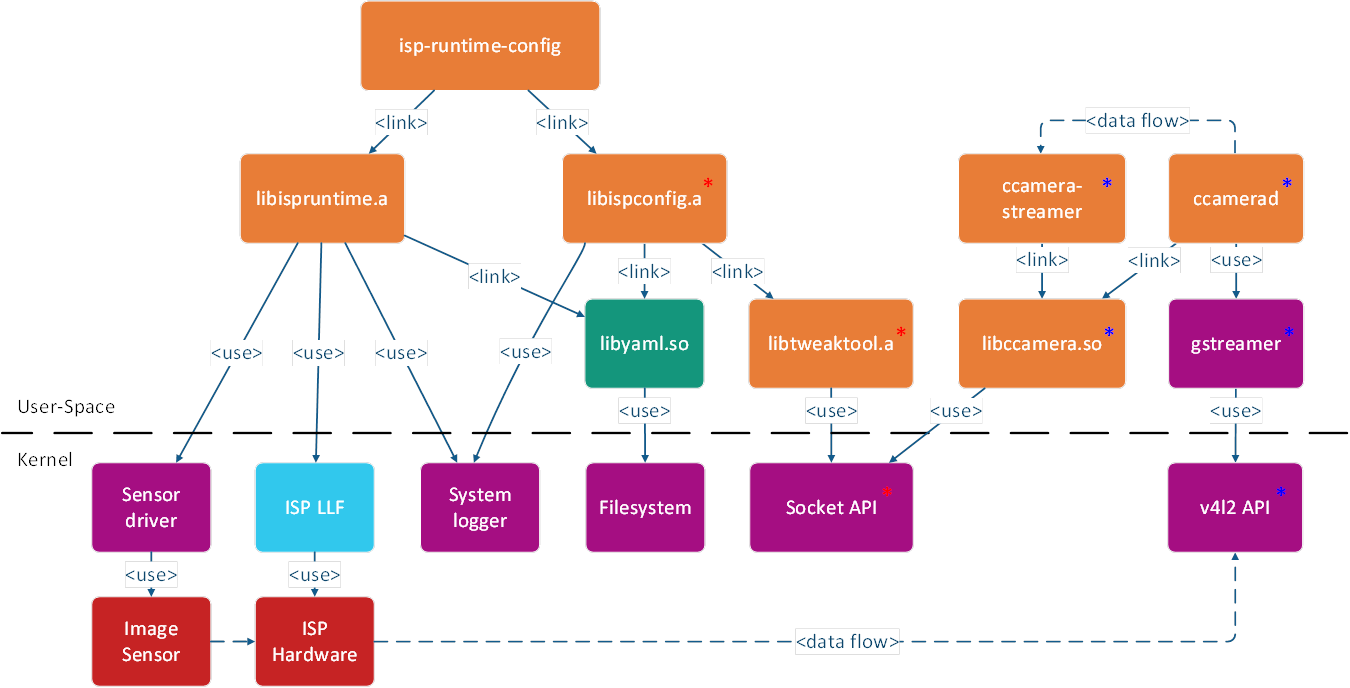 isp-runtime-config
<link>
<link>
<data flow>
libispruntime.a
libispconfig.a *
ccamera-
streamer
*
ccamerad *
<link>
<link>
<link>
<link>
<link>
<use>
libyaml.so
libtweaktool.a *
libccamera.so *
gstreamer *
<use>
<use>
<use>
<use>
<use>
<use>
<use>
<use>
User-Space
Kernel
Sensor
driver
ISP LLF
System
logger
Filesystem
Socket API *
v4l2 API *
<use>
<use>
Image
Sensor
ISP
Hardware
<data flow>